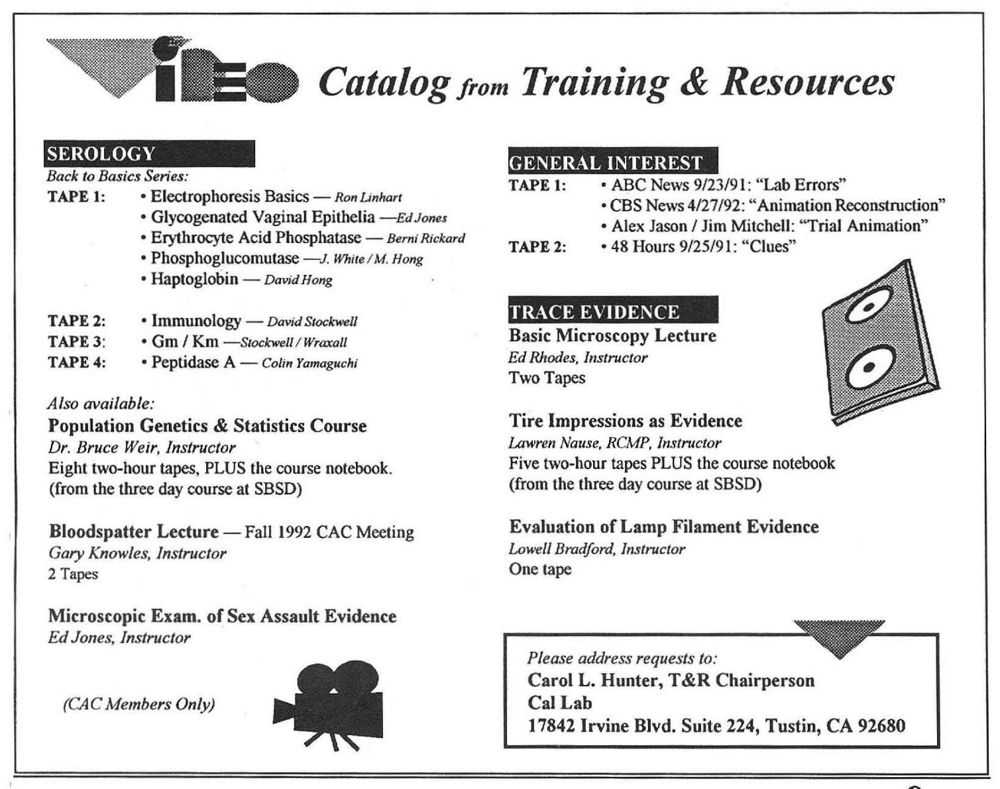 ViDEO Catalog from Training & Resources
SEROLOGY
Back to Basics Series:
TAPE 1: • Electrophoresis Basics — Ron Linhart
• Glycogenated Vaginal Epithelia —Ed Jones
• Erythrocyte Acid Phosphatase — Berni Rickard
• Phosphoglucomutase —J. White / M. Hong
• Haptoglobin — David Hong
TAPE 2: • Immunology — David Stockwell
TAPE 3: • Gm / Km —Stockwell / Wraxall
TAPE 4: • Peptidase A — Colin Yamaguchi
Also available:
Population Genetics & Statistics Course
Dr. Bruce Weir, Instructor
Eight two-hour tapes, PLUS the course notebook.
(from the three day course at SBSD)
Bloodspatter Lecture — Fall 1992 CAC Meeting
Gary Knowles, Instructor
2 Tapes
Microscopic Exam. of Sex Assault Evidence
Ed Jones, Instructor
(CAC Members Only)
GENERAL INTEREST
TAPE 1: • ABC News 9/23/91: “Lab Errors”
• CBS News 4/27/92: “Animation Reconstruction”
• Alex Jason / Jim Mitchell: “Trial Animation”
TAPE 2: • 48 Hours 9/25/91: “Clues”
TRACE EVIDENCE
Basic Microscopy Lecture
Ed Rhodes, Instructor
Two Tapes
Tire Impressions as Evidence
Lawren Nause, RCMP, Instructor
Five two-hour tapes PLUS the course notebook
(from the three day course at SBSD)
Evaluation of Lamp Filament Evidence
Lowell Bradford, Instructor
One tape
Please address requests to:
Carol L. Hunter, T&R Chairperson
Cal Lab
17842 Irvine Blvd. Suite 224, Tustin, CA 92680